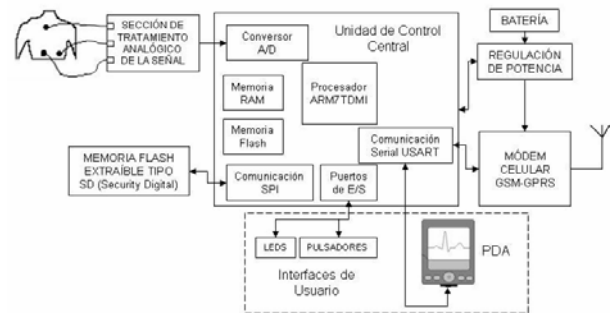 SECCIÓN DE
TRATAMIENTO
ANALÓGICO
DE LA SEÑAL
Conversor
A/D
Unidad de Control
Central
Memoria
RAM
Procesador
ARM7TDMI
Memoria
Flash
Comunicación
Serial USART
Comunicación
SPI
Puertos
de E/S
BATERÍA
REGULACIÓN
DE POTENCIA
MÓDEM
CELULAR
GSM-GPRS
MEMORIA FLASH
EXTRAÍBLE TIPO
SD (Security Digital)
LEDS
PULSADORES
Interfaces de
Usuario
PDA